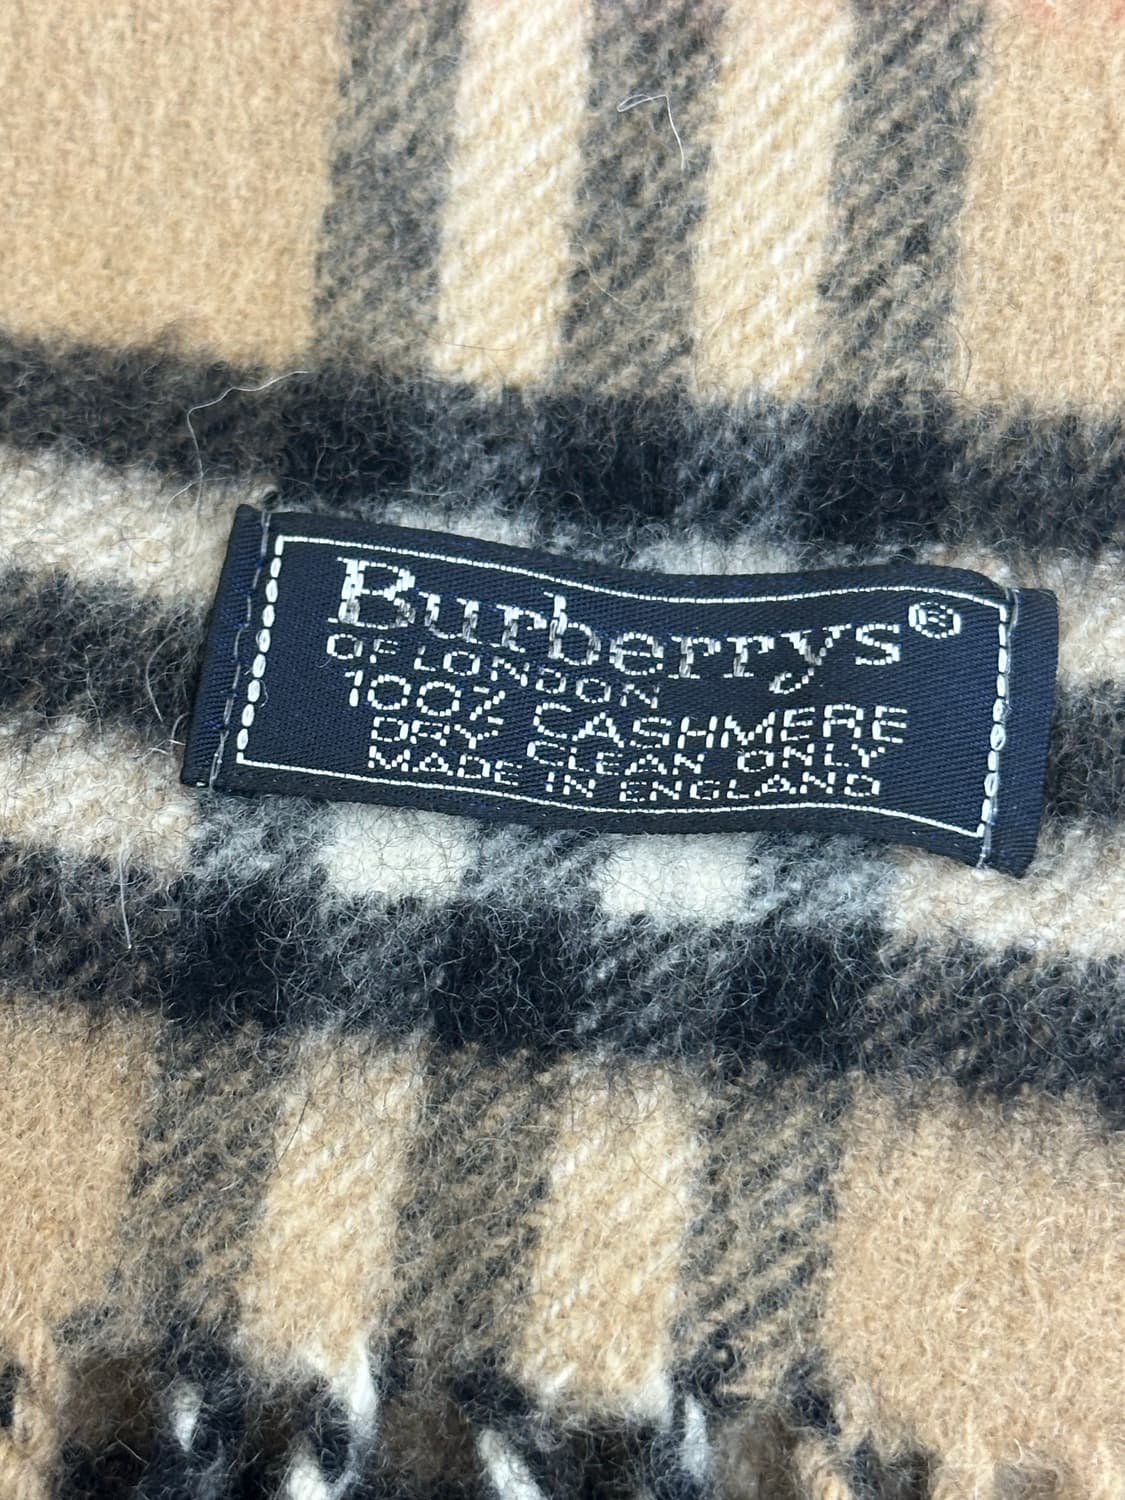 Burberrys®
OF LONDON
100% CASHMERE
DRY CLEAN ONLY
MADE IN ENGLAND